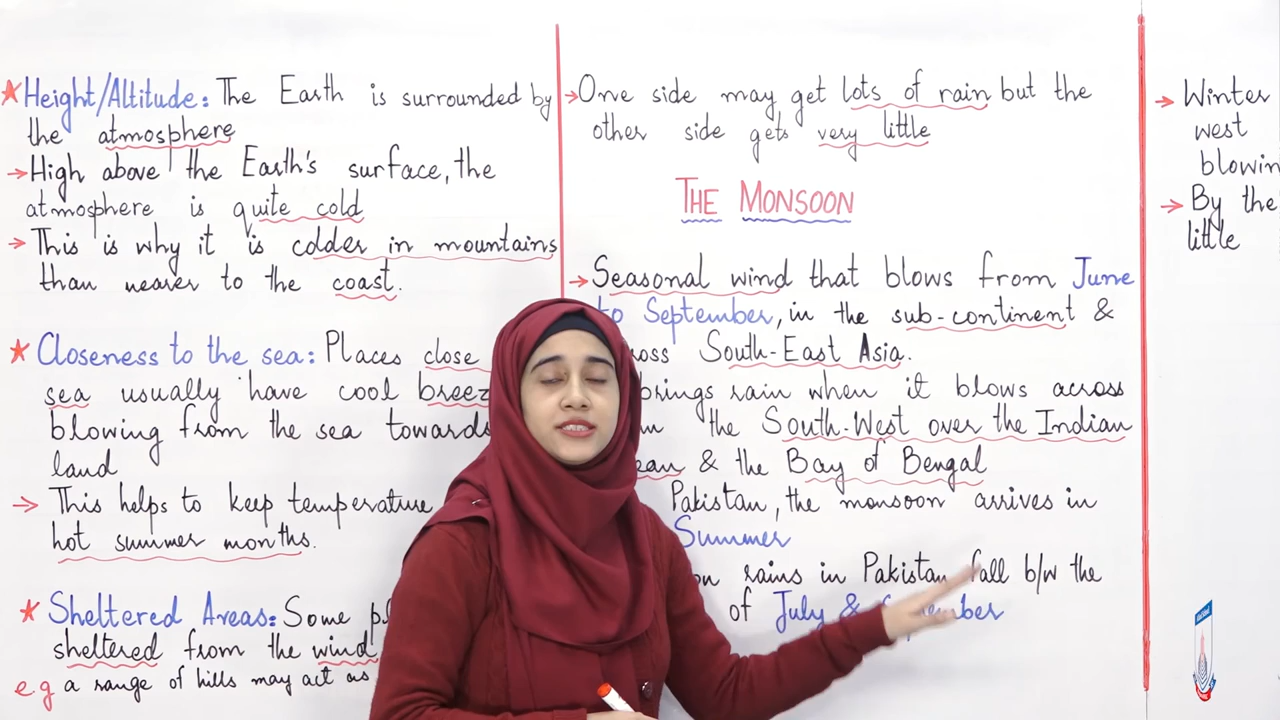 ★ Height/Altitude: The Earth is surrounded by
the atmosphere
→ High above the Earth's surface, the
atmosphere is quite cold
→ This is why it is colder in mountains
than nearer to the coast.
★ Closeness to the sea: Places close
sea usually have cool
blowing from the sea towards
land
→ This helps to keep temperature
hot summer months.
★ Sheltered Areas: Some
sheltered from the wind
e.g a range of hills may act as
→ One side may get lots of rain but the
other side gets very little
THE MONSOON
→ Seasonal wind that blows from June
to September, in the sub-continent &
South-East Asia.
brings rain when it blows across
the South-West over the Indian
& the Bay of Bengal
Pakistan, the monsoon arrives in
Summer
rains in Pakistan fall b/w the
of July &
→ Winter
west
→ By the
little